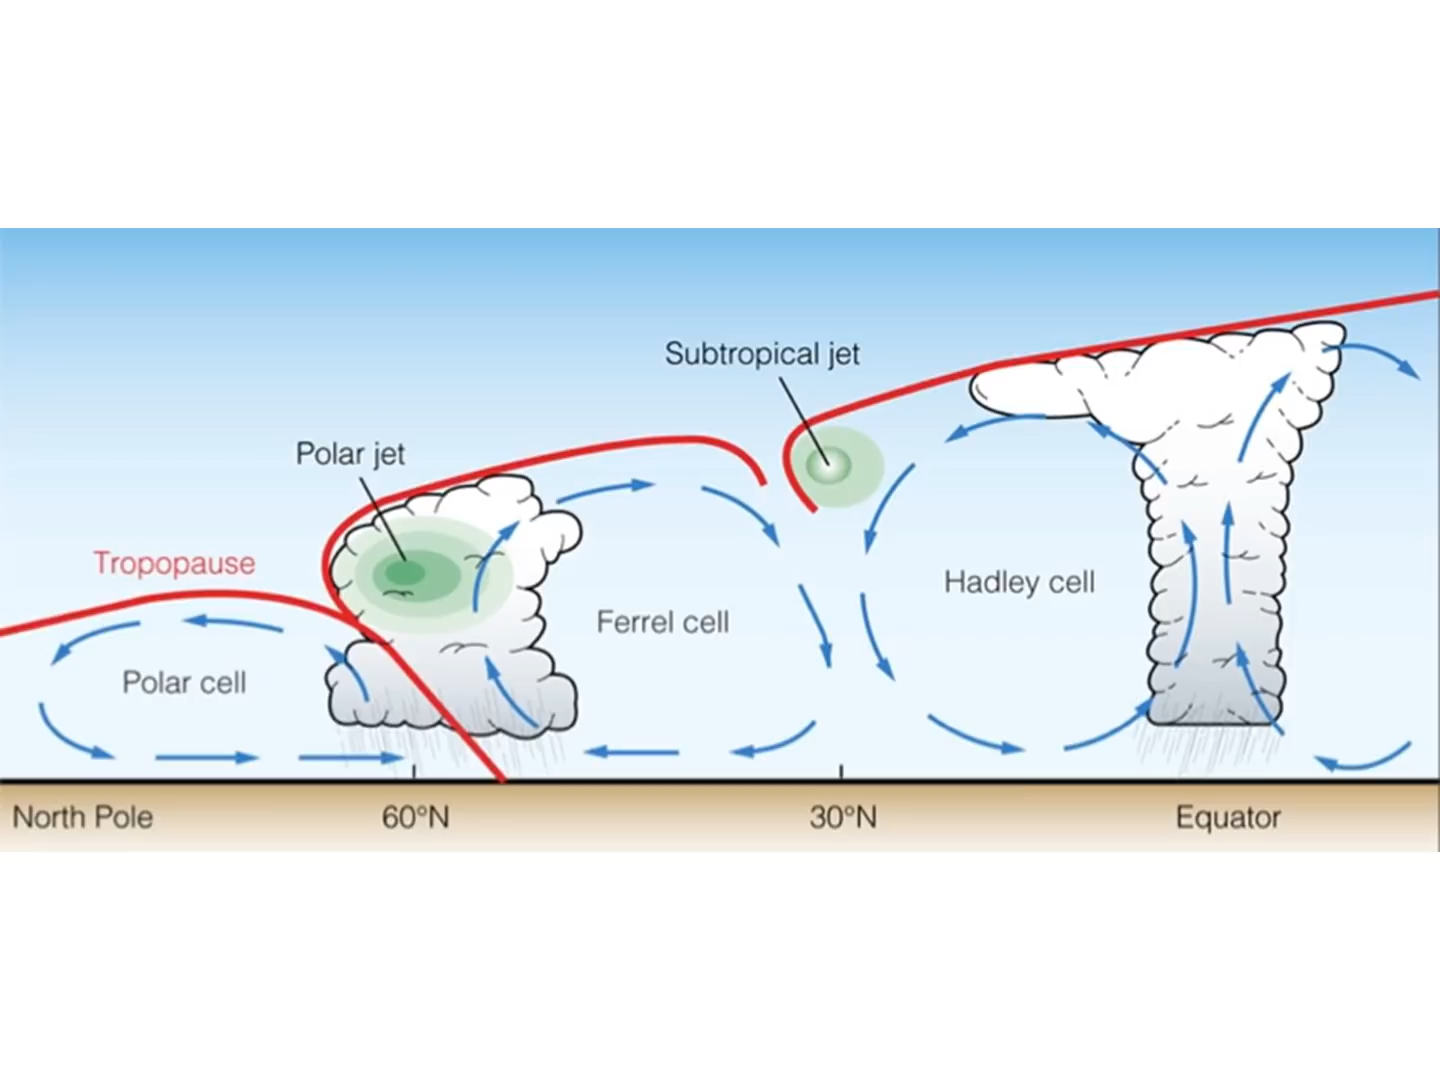 Subtropical jet
Polar jet
Tropopause
Hadley cell
Ferrel cell
Polar cell
North Pole
60°N
30°N
Equator